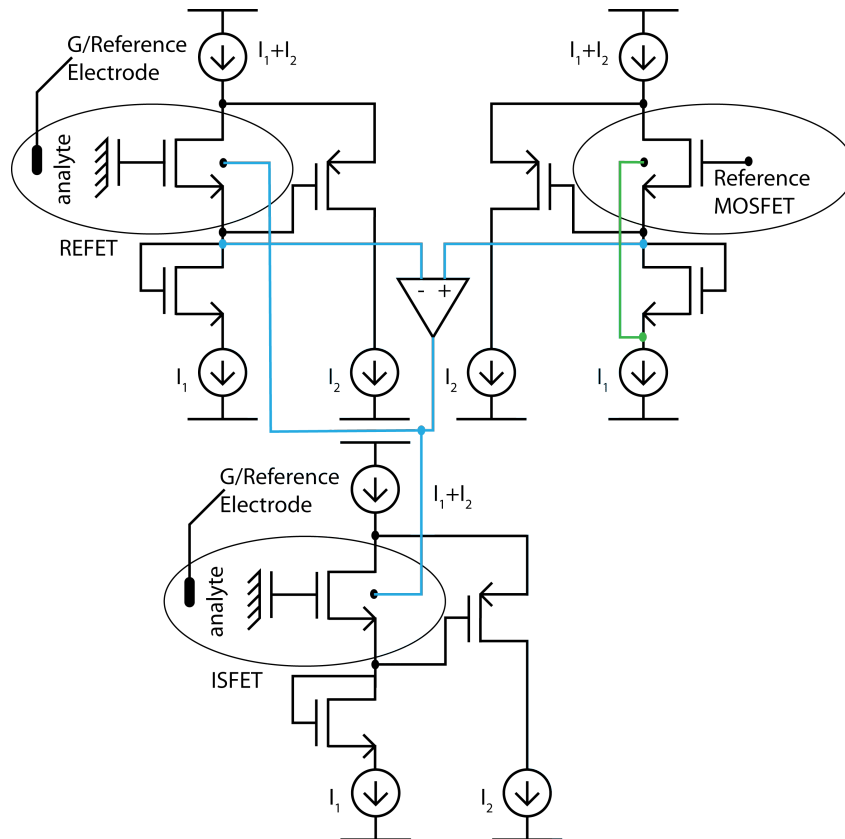 G/Reference
Electrode
I₁+I₂
I₁+I₂
analyte
Reference
MOSFET
REFET
- +
I₁
I₂
I₂
I₁
G/Reference
Electrode
I₁+I₂
analyte
ISFET
I₁
I₂